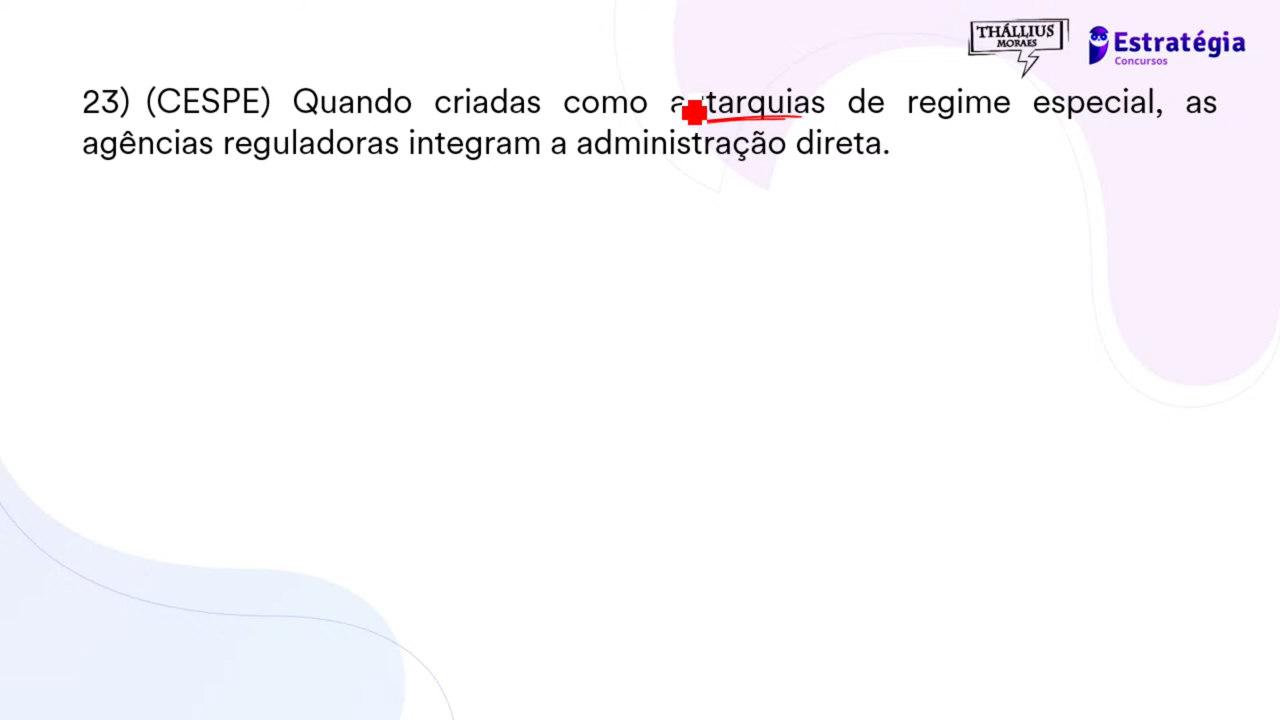 THÁLLIUS
MORAES
Estratégia
Concursos
23) (CESPE) Quando criadas como autarquias de regime especial, as
agências reguladoras integram a administração direta.